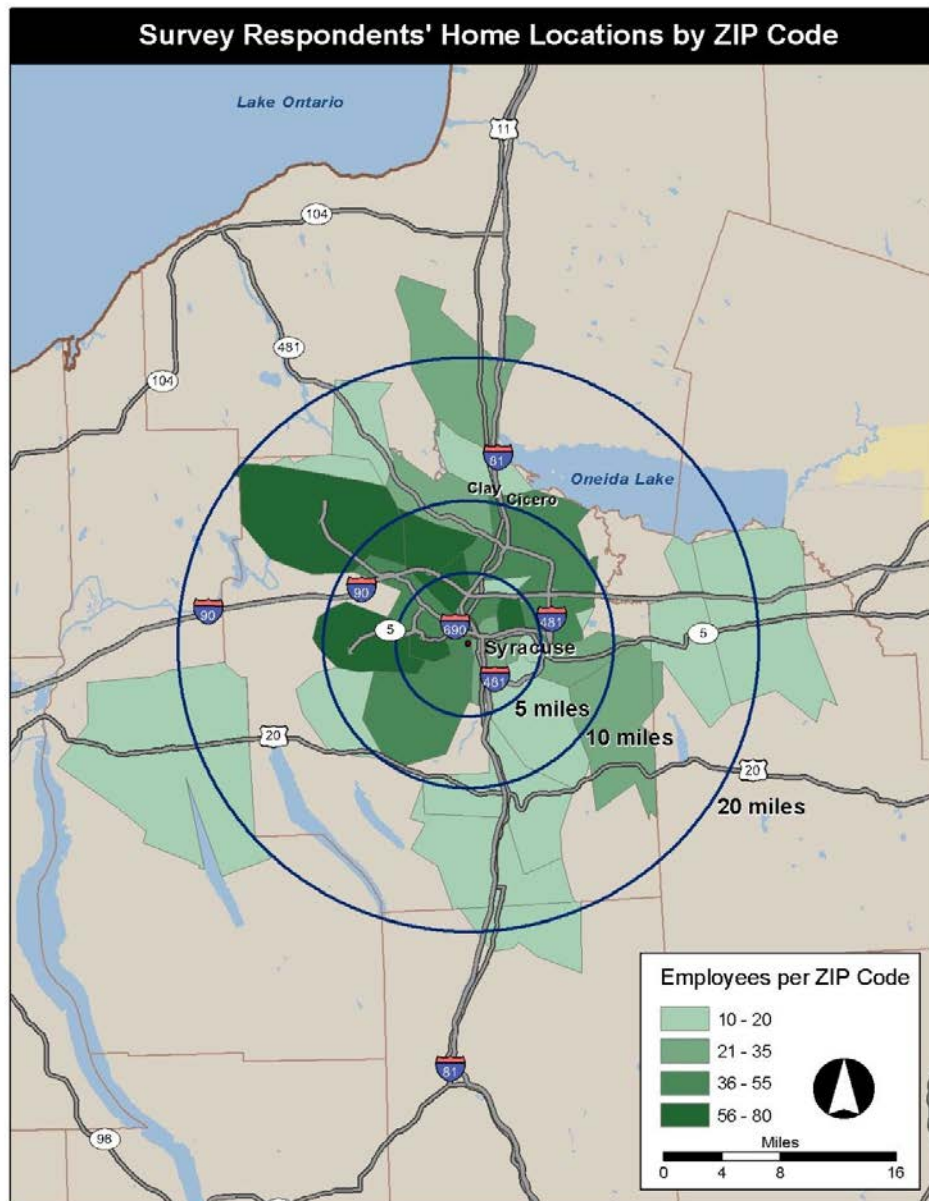 Survey Respondents' Home Locations by ZIP Code
Lake Ontario
11
104
481
104
81
Clay
Cicero
Oneida Lake
90
90
5
690
481
5
Syracuse
481
5 miles
10 miles
20
20
20 miles
Employees per ZIP Code
10 - 20
21 - 35
36 - 55
56 - 80
81
98
Miles
0 4 8 16